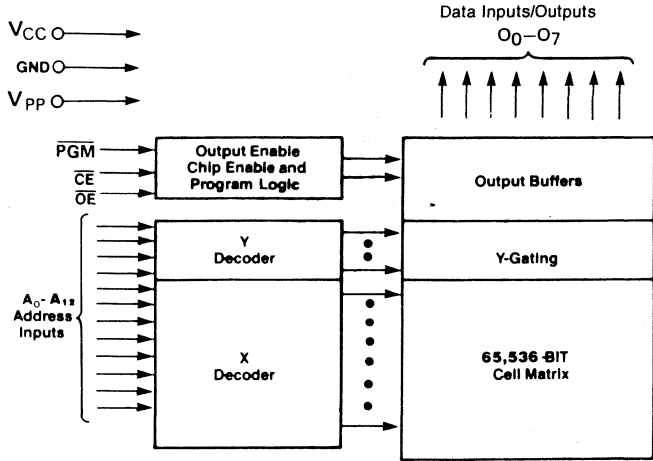 Data Inputs/Outputs
O₀–O₇
VCC
GND
VPP
PGM
CE
OE
Output Enable
Chip Enable and
Program Logic
Output Buffers
Y
Decoder
Y-Gating
A₀- A₁₂
Address
Inputs
X
Decoder
65,536-BIT
Cell Matrix